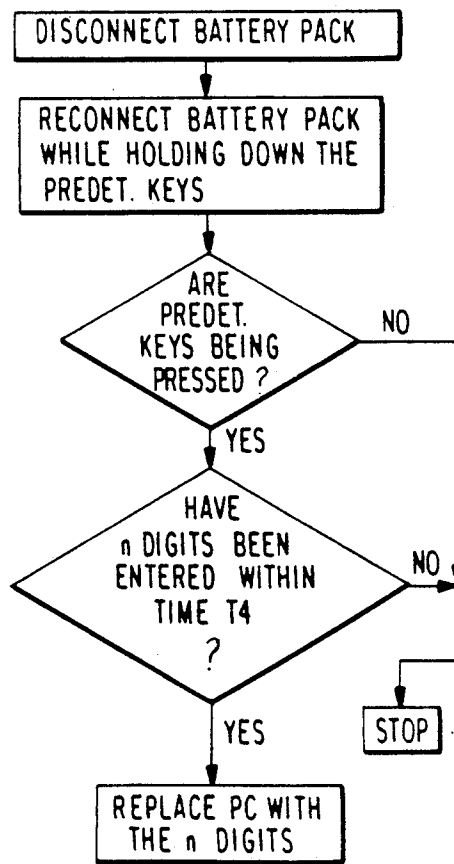 DISCONNECT BATTERY PACK
RECONNECT BATTERY PACK
WHILE HOLDING DOWN THE
PREDET. KEYS
ARE
PREDET.
KEYS BEING
PRESSED ?
NO
YES
HAVE
n DIGITS BEEN
ENTERED WITHIN
TIME T4
?
NO
YES
STOP
REPLACE PC WITH
THE n DIGITS